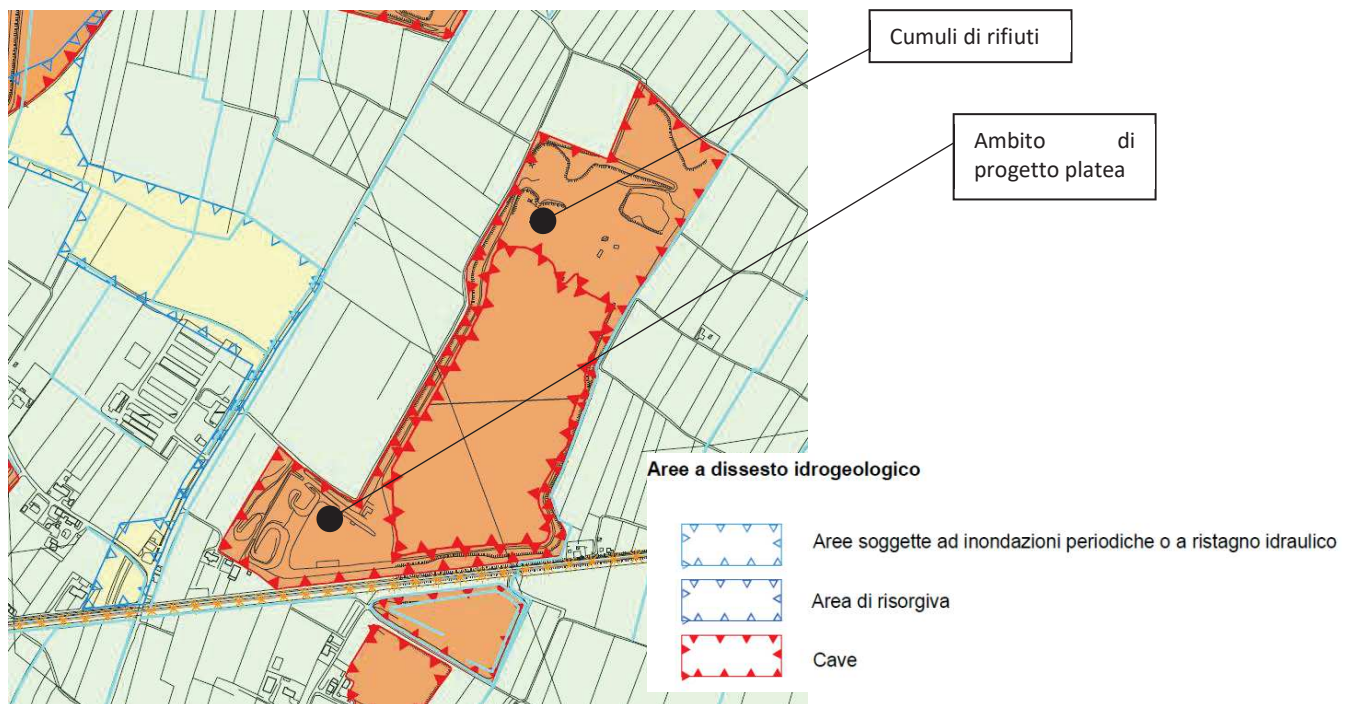 Cumuli di rifiuti
Ambito di
progetto platea
Aree a dissesto idrogeologico
Aree soggette ad inondazioni periodiche o a ristagno idraulico
Area di risorgiva
Cave